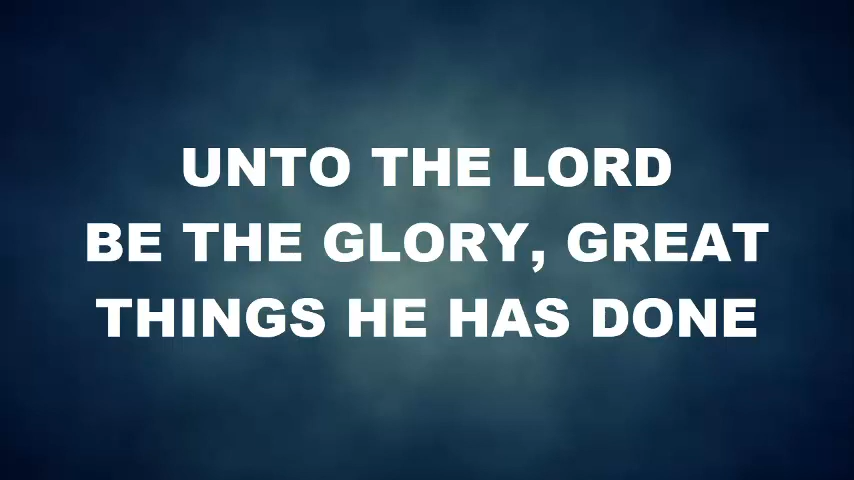 UNTO THE LORD
BE THE GLORY, GREAT
THINGS HE HAS DONE